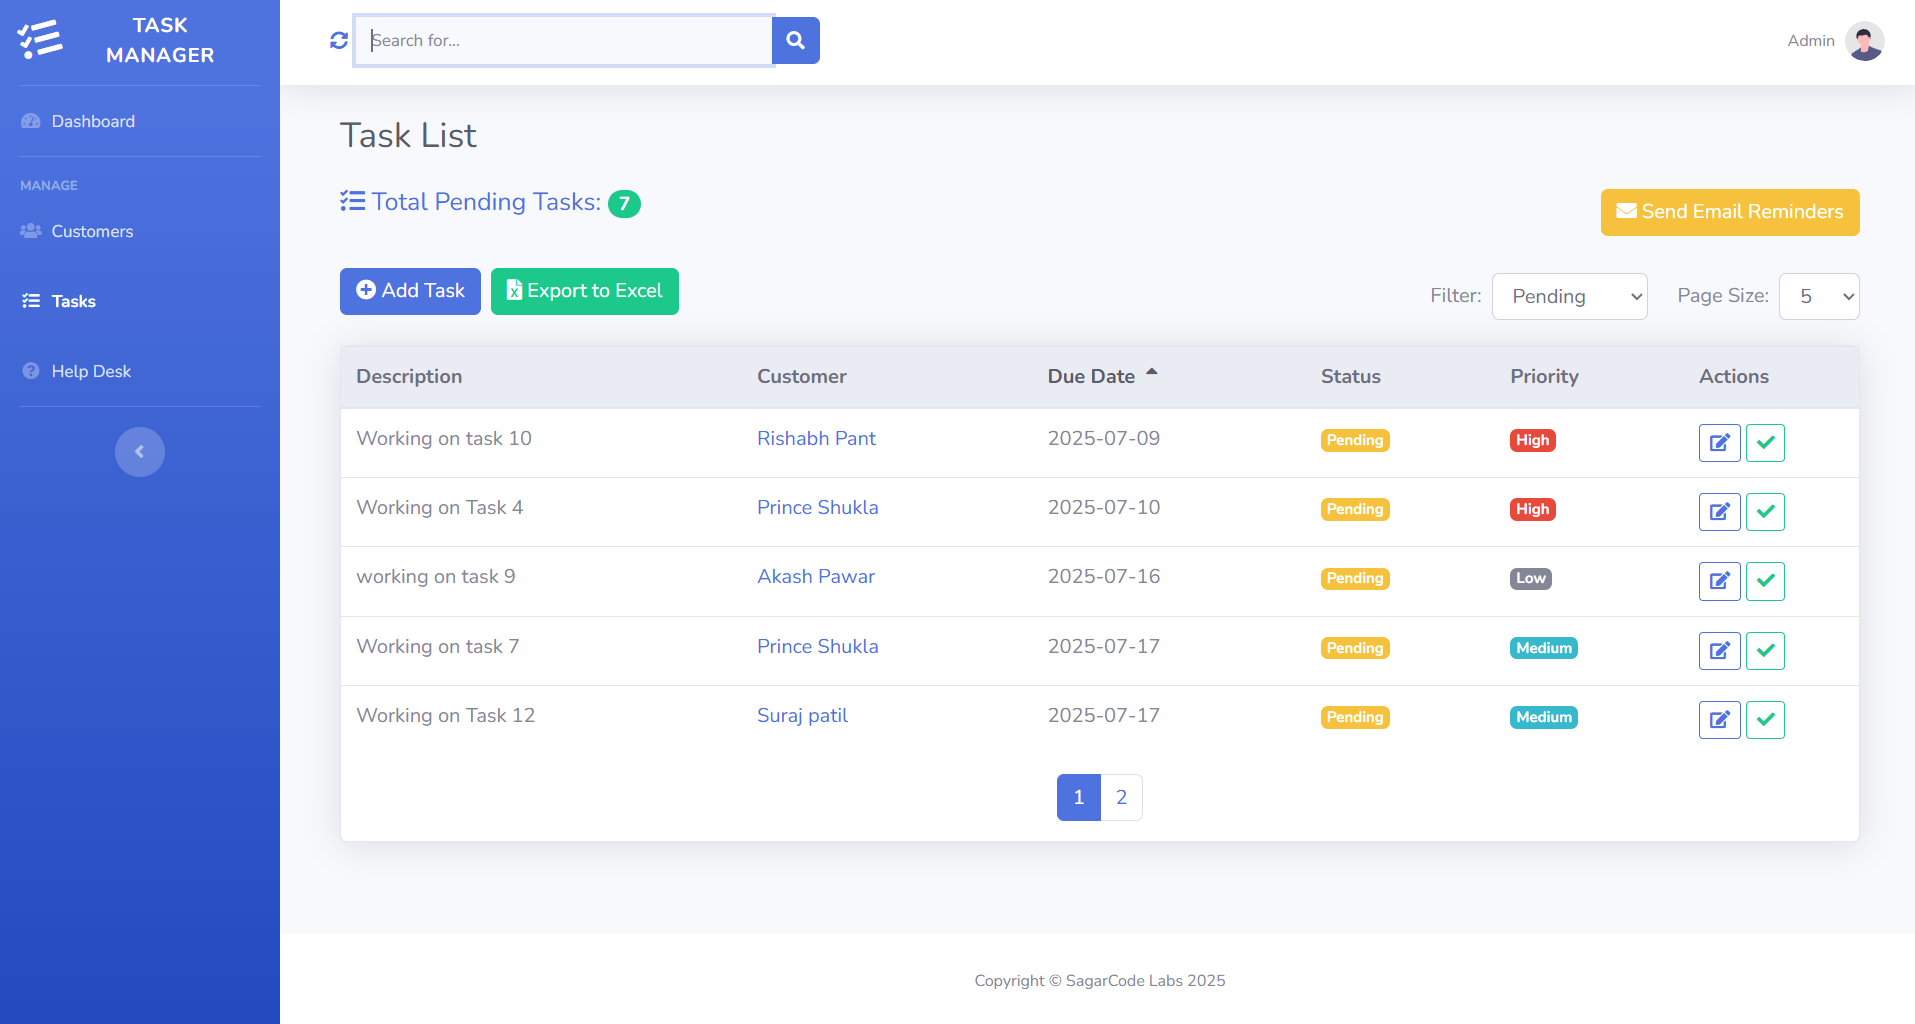 TASK
MANAGER
Search for...
Admin
Dashboard
MANAGE
Customers
Tasks
Help Desk
Task List
Total Pending Tasks: 7
Send Email Reminders
Add Task
Export to Excel
Filter: Pending
Page Size: 5
Description Customer Due Date Status Priority Actions
Working on task 10 Rishabh Pant 2025-07-09 Pending High
Working on Task 4 Prince Shukla 2025-07-10 Pending High
working on task 9 Akash Pawar 2025-07-16 Pending Low
Working on task 7 Prince Shukla 2025-07-17 Pending Medium
Working on Task 12 Suraj patil 2025-07-17 Pending Medium
1 2
Copyright © SagarCode Labs 2025